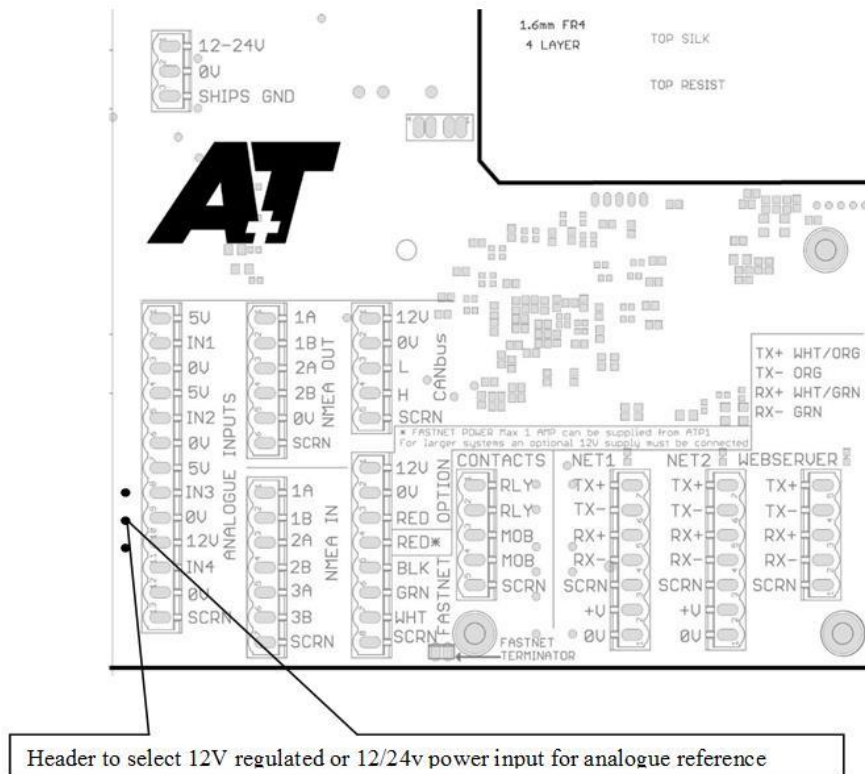 1.6mm FR4
4 LAYER
TOP SILK
TOP RESIST
12-24V
0V
SHIPS GND
A+T
5V
IN1
0V
5V
IN2
0V
5V
IN3
0V
12V
IN4
0V
SCRN
ANALOGUE INPUTS
1A
1B
2A
2B
0V
SCRN
NMEA OUT
12V
0V
L
H
SCRN
CANbus
TX+ WHT/ORG
TX- ORG
RX+ WHT/GRN
RX- GRN
* FASTNET POWER Max 1 AMP can be supplied from ATP1
For larger systems an optional 12V supply must be connected
1A
1B
2A
2B
3A
3B
SCRN
NMEA IN
12V
0V
RED
RED*
BLK
GRN
WHT
SCRN
OPTION
FASTNET
FASTNET
TERMINATOR
CONTACTS
RLY
RLY
MOB
MOB
SCRN
NET1
TX+
TX-
RX+
RX-
SCRN
+V
0V
NET2
TX+
TX-
RX+
RX-
SCRN
+V
0V
WEBSERVER
TX+
TX-
RX+
RX-
SCRN
Header to select 12V regulated or 12/24v power input for analogue reference